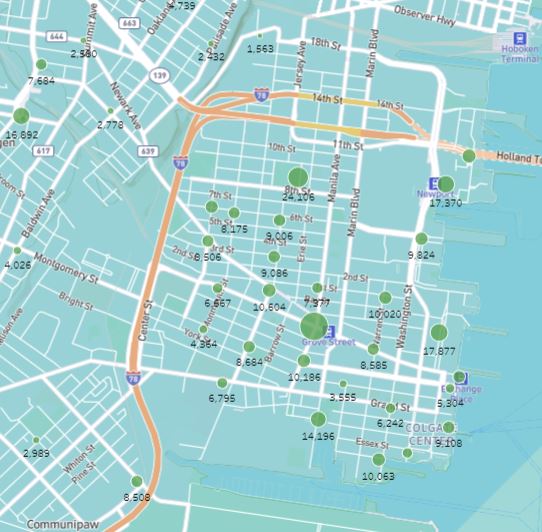 4,739
Observer Hwy
663
Oakland
Palisade Ave
644
Summit Ave
2,580
2,432
1,563
18th St
Jersey Ave
Marin Blvd
Hoboken
Terminal
7,684
139
Newark Ave
78
14th St
14th St
16,892
2,778
11th St
10th St
617
639
78
Manila Ave
Holland Tu
8th St
24,106
Newport
17,370
Baldwin Ave
7th St
5th St
8,175
6th St
9,006
Marin Blvd
4th St
Erie St
9,824
4,026
2nd St
3rd St
8,506
9,086
Montgomery St
2nd St
Bright St
6,667
10,604
7,377
10,020
Center St
Washington St
Warren St
York St
4,364
Barrow St
Grove Street
17,877
8,684
8,585
78
10,186
6,795
3,555
Exchange
Place
5,304
Grand St
6,242
14,196
COLGATE
CENTER
Essex St
2,989
10,063
Whiton St
Pine St
8,508
Communipaw